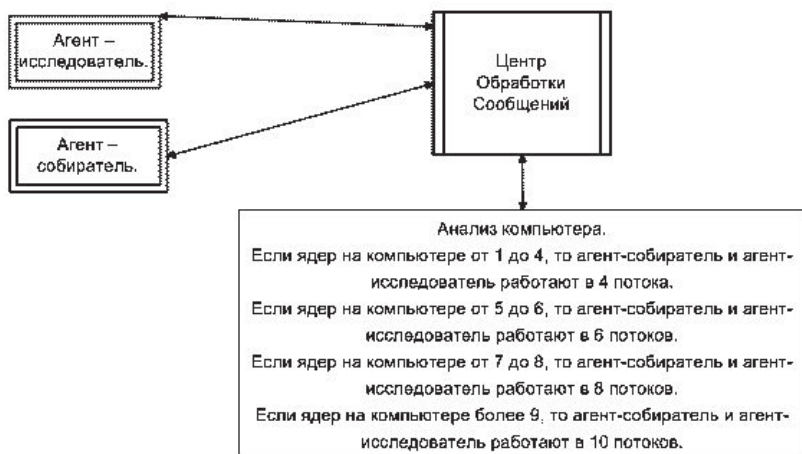 Агент –
исследователь.
Центр
Обработки
Сообщений
Агент –
собиратель.
Анализ компьютера.
Если ядер на компьютере от 1 до 4, то агент-собиратель и агент-
исследователь работают в 4 потока.
Если ядер на компьютере от 5 до 6, то агент-собиратель и агент-
исследователь работают в 6 потоков.
Если ядер на компьютере от 7 до 8, то агент-собиратель и агент-
исследователь работают в 8 потоков.
Если ядер на компьютере более 9, то агент-собиратель и агент-
исследователь работают в 10 потоков.